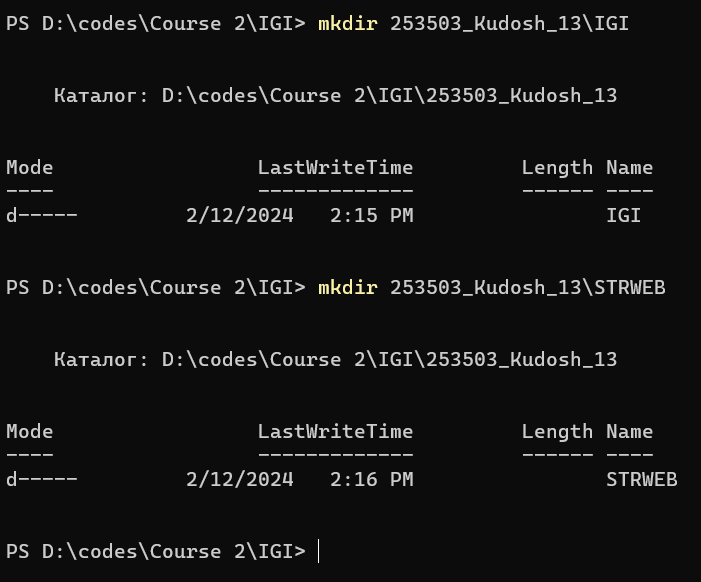 PS D:\codes\Course 2\IGI> mkdir 253503_Kudosh_13\IGI
Каталог: D:\codes\Course 2\IGI\253503_Kudosh_13
Mode                 LastWriteTime         Length Name
----                 -------------         ------ ----
d-----         2/12/2024   2:15 PM                IGI
PS D:\codes\Course 2\IGI> mkdir 253503_Kudosh_13\STRWEB
Каталог: D:\codes\Course 2\IGI\253503_Kudosh_13
Mode                 LastWriteTime         Length Name
----                 -------------         ------ ----
d-----         2/12/2024   2:16 PM                STRWEB
PS D:\codes\Course 2\IGI>